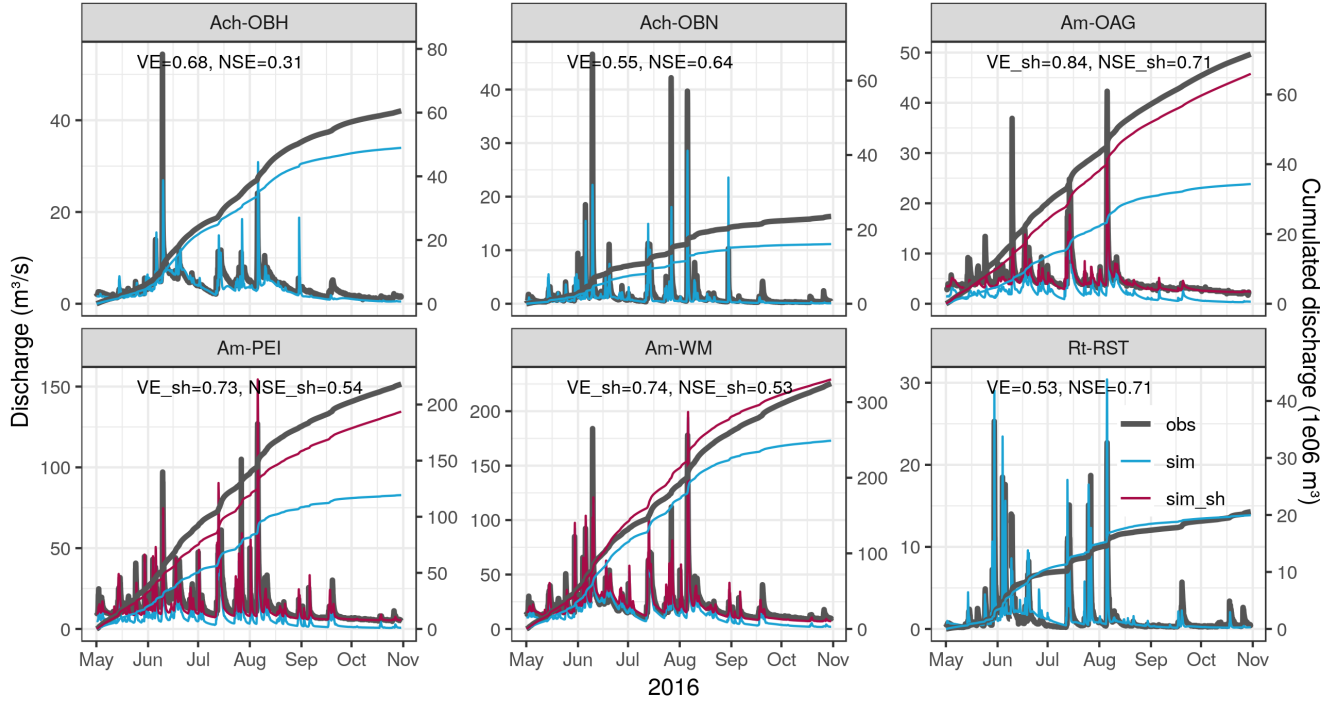 Ach-OBH
Ach-OBN
Am-OAG
VE=0.68, NSE=0.31
VE=0.55, NSE=0.64
VE_sh=0.84, NSE_sh=0.71
0
20
40
0
20
40
60
80
0
10
20
30
40
0
20
40
60
0
10
20
30
40
50
0
20
40
60
Am-PEI
Am-WM
Rt-RST
VE_sh=0.73, NSE_sh=0.54
VE_sh=0.74, NSE_sh=0.53
VE=0.53, NSE=0.71
0
50
100
150
0
50
100
150
200
0
50
100
150
200
0
100
200
300
0
10
20
30
0
10
20
30
40
obs
sim
sim_sh
May Jun Jul Aug Sep Oct Nov
May Jun Jul Aug Sep Oct Nov
May Jun Jul Aug Sep Oct Nov
2016
Discharge (m³/s)
Cumulated discharge (1e06 m³)